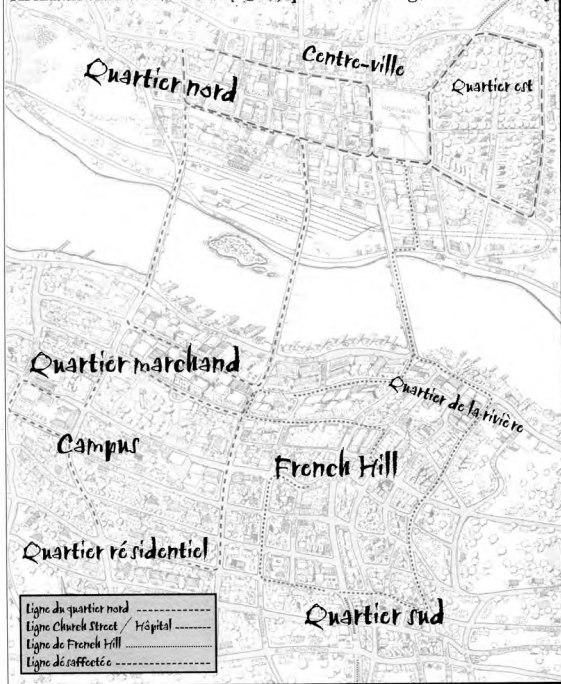 Centre-ville
Quartier nord
Quartier est
Quartier marchand
Quartier de la rivière
Campus
French Hill
Quartier résidentiel
Quartier sud
Ligne du quartier nord
Ligne Church Street / Hôpital
Ligne de French Hill
Ligne désaffectée